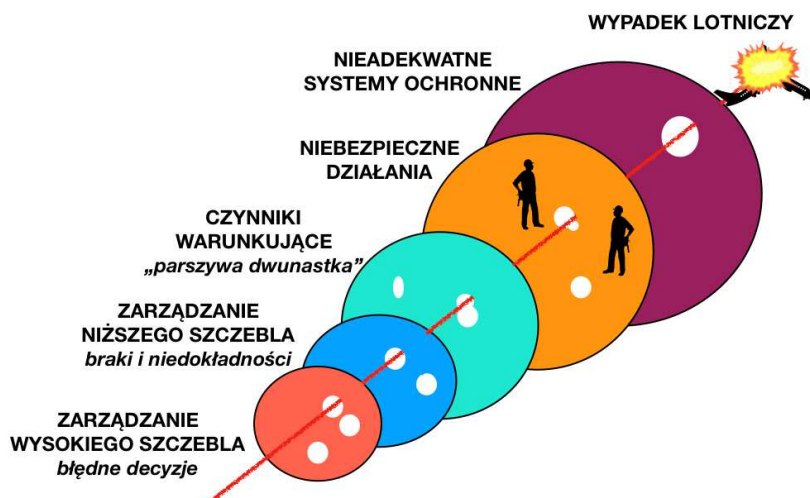 WYPADEK LOTNICZY
NIEADEKWATNE
SYSTEMY OCHRONNE
NIEBEZPIECZNE
DZIAŁANIA
CZYNNIKI
WARUNKUJĄCE
„parszywa dwunastka”
ZARZĄDZANIE
NIŻSZEGO SZCZEBLA
braki i niedokładności
ZARZĄDZANIE
WYSOKIEGO SZCZEBLA
błędne decyzje